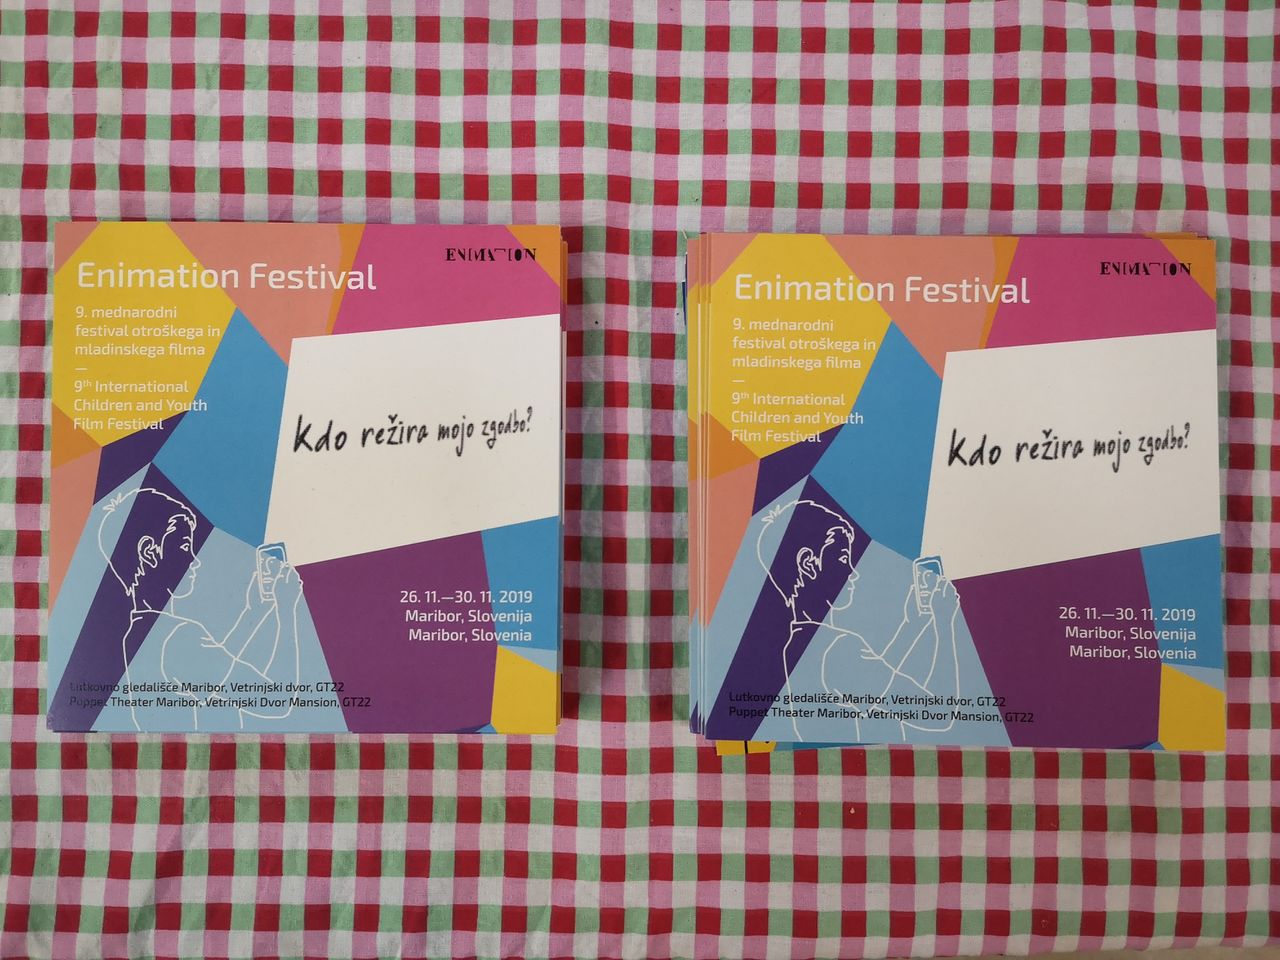 ENIMATION
Enimation Festival
9. mednarodni
festival otroškega in
mladinskega filma
—
9th International
Children and Youth
Film Festival
Kdo režira mojo zgodbo?
26. 11.—30. 11. 2019
Maribor, Slovenija
Maribor, Slovenia
Lutkovno gledališče Maribor, Vetrinjski dvor, GT22
Puppet Theater Maribor, Vetrinjski Dvor Mansion, GT22
ENIMATION
Enimation Festival
9. mednarodni
festival otroškega in
mladinskega filma
—
9th International
Children and Youth
Film Festival
Kdo režira mojo zgodbo?
26. 11.—30. 11. 2019
Maribor, Slovenija
Maribor, Slovenia
Lutkovno gledališče Maribor, Vetrinjski dvor, GT22
Puppet Theater Maribor, Vetrinjski Dvor Mansion, GT22